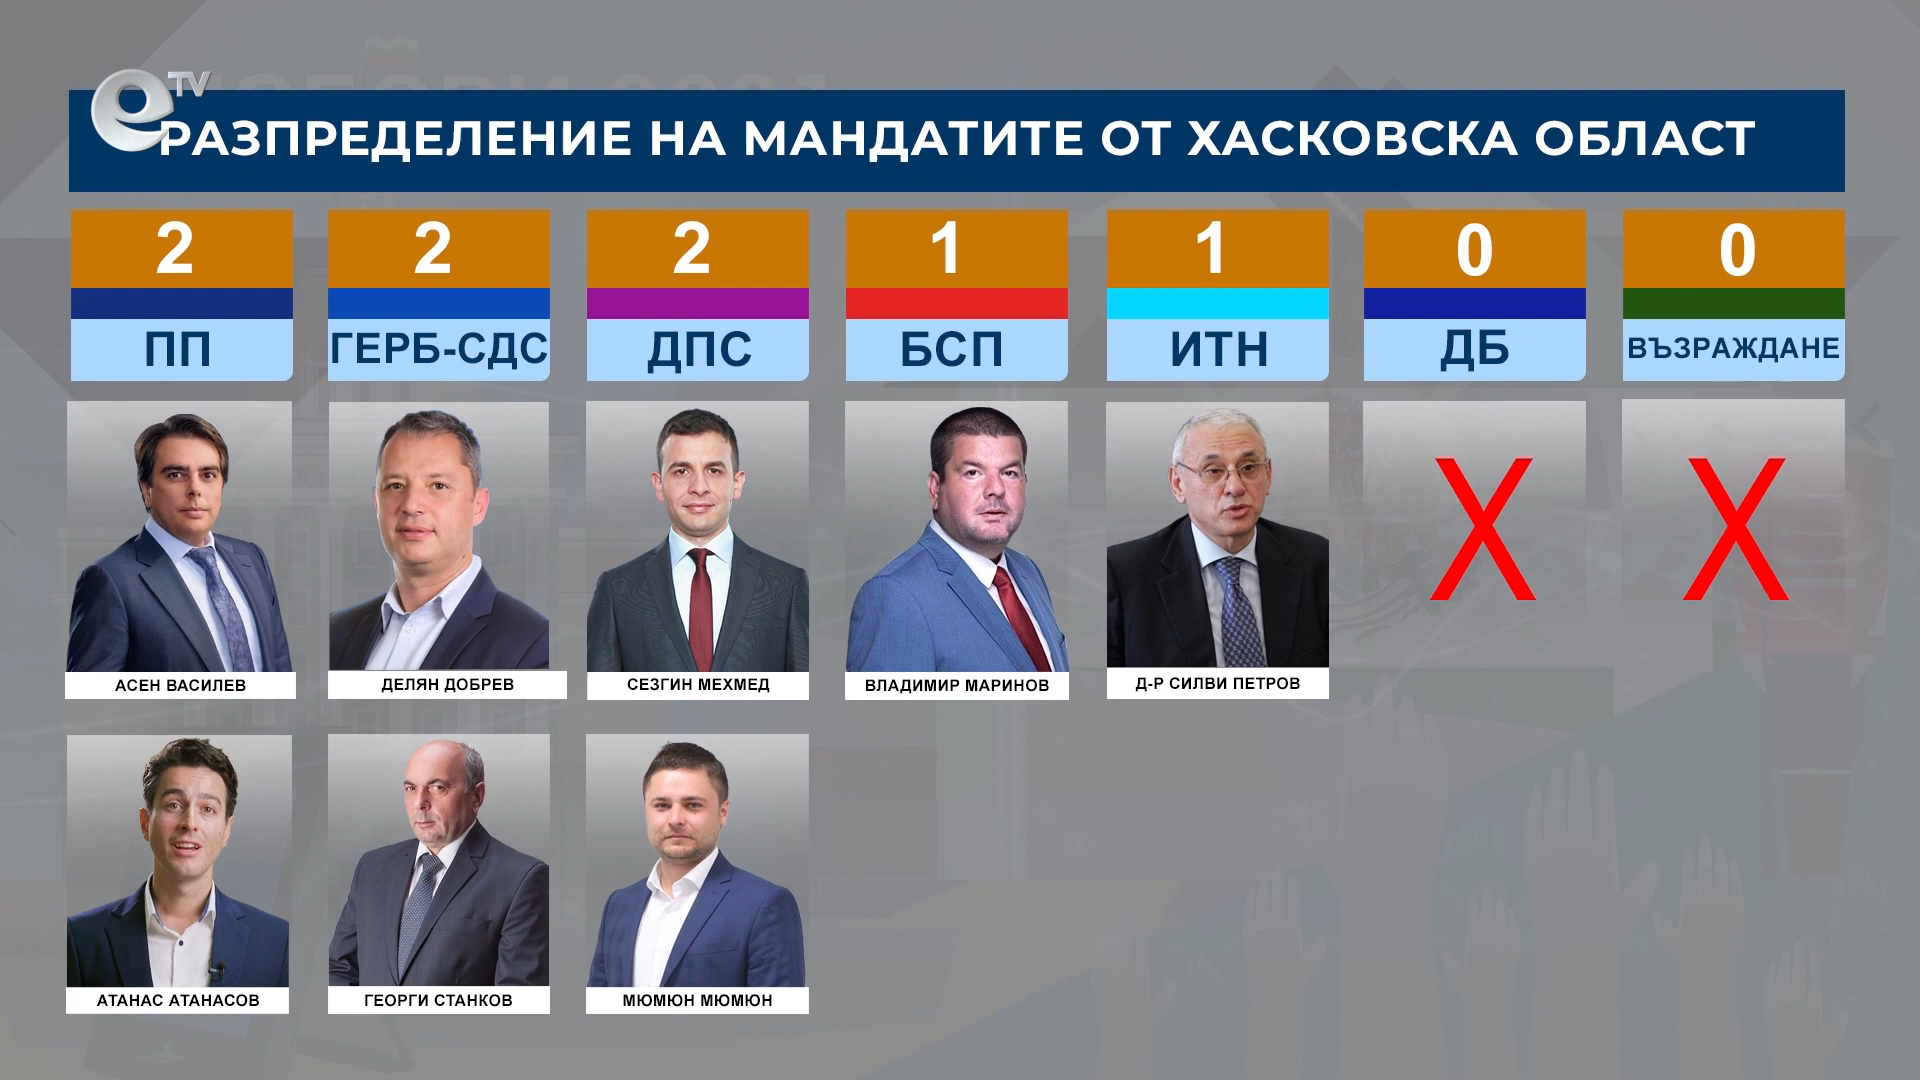 eTV
РАЗПРЕДЕЛЕНИЕ НА МАНДАТИТЕ ОТ ХАСКОВСКА ОБЛАСТ
2 2 2 1 1 0 0
ПП ГЕРБ-СДС ДПС БСП ИТН ДБ ВЪЗРАЖДАНЕ
X X
АСЕН ВАСИЛЕВ ДЕЛЯН ДОБРЕВ СЕЗГИН МЕХМЕД ВЛАДИМИР МАРИНОВ Д-Р СИЛВИ ПЕТРОВ
АТАНАС АТАНАСОВ ГЕОРГИ СТАНКОВ МЮМЮН МЮМЮН